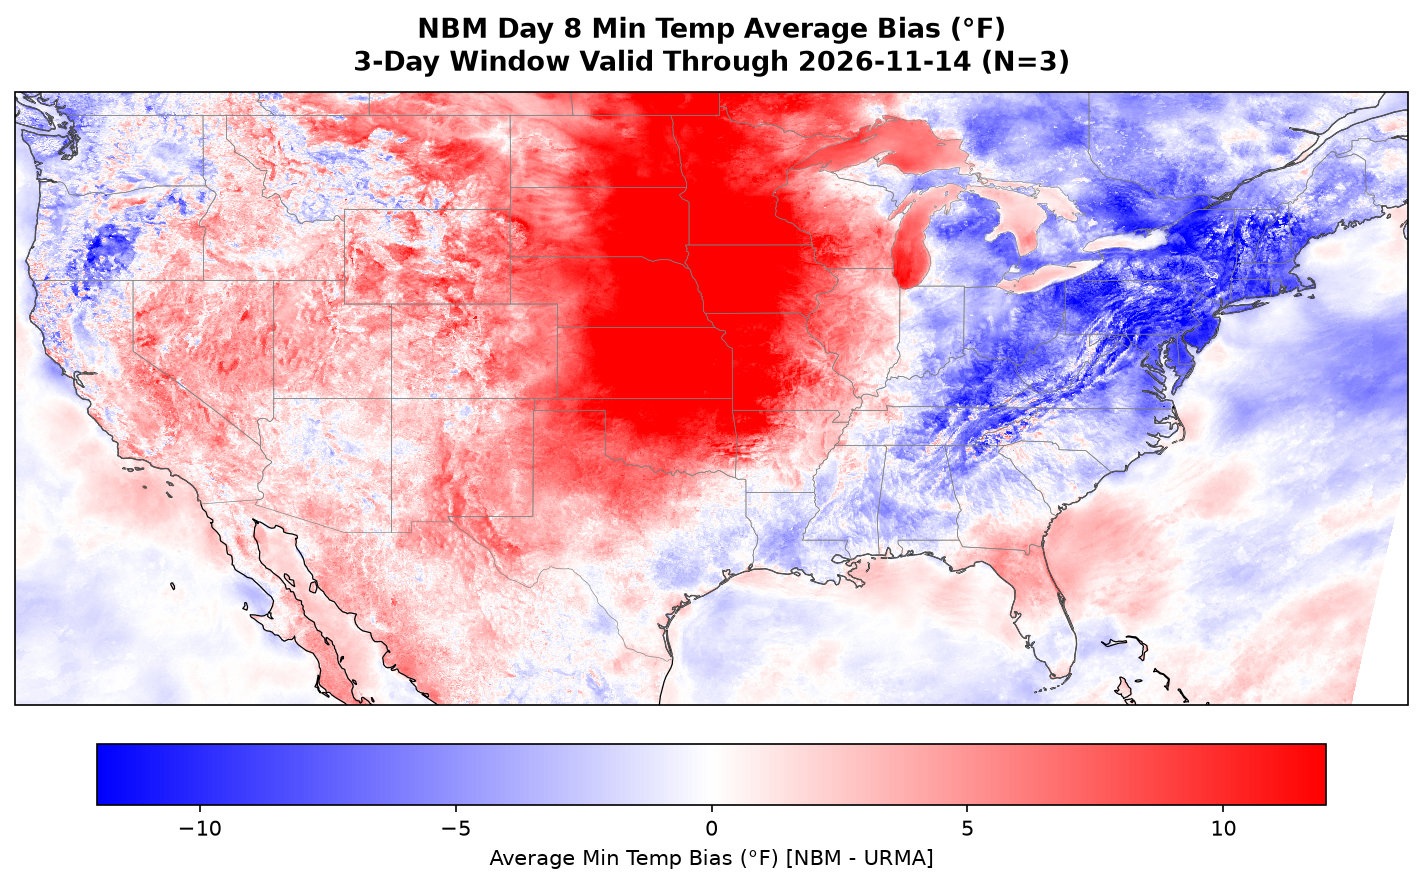 NBM Day 8 Min Temp Average Bias (°F)
3-Day Window Valid Through 2026-11-14 (N=3)
−10 −5 0 5 10
Average Min Temp Bias (°F) [NBM - URMA]